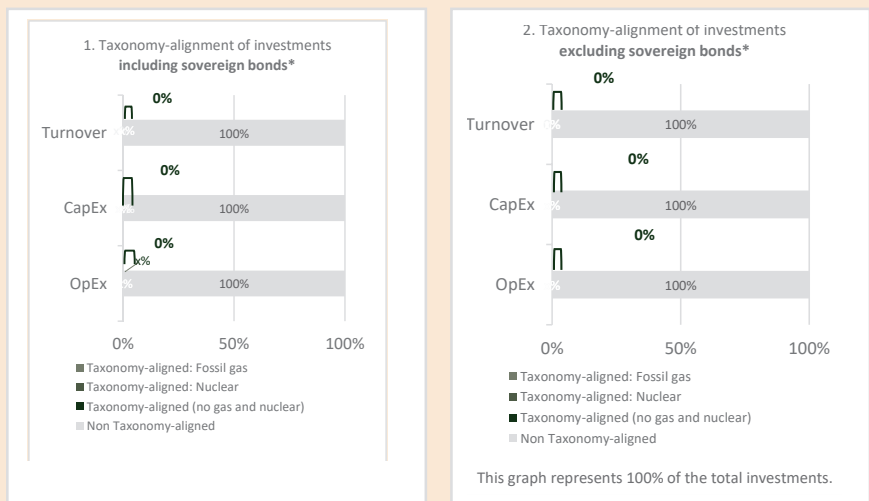 1. Taxonomy-alignment of investments
including sovereign bonds*
0%
Turnover
100%
0%
CapEx
100%
0%
x%
OpEx
100%
0%
50%
100%
Taxonomy-aligned: Fossil gas
Taxonomy-aligned: Nuclear
Taxonomy-aligned (no gas and nuclear)
Non Taxonomy-aligned
2. Taxonomy-alignment of investments
excluding sovereign bonds*
0%
Turnover
100%
0%
CapEx
100%
0%
OpEx
100%
0%
50%
100%
Taxonomy-aligned: Fossil gas
Taxonomy-aligned: Nuclear
Taxonomy-aligned (no gas and nuclear)
Non Taxonomy-aligned
This graph represents 100% of the total investments.